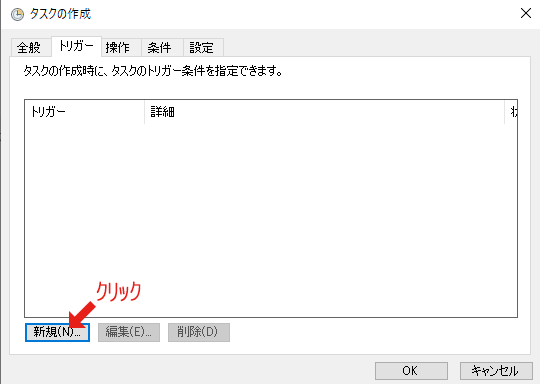 タスクの作成
全般 トリガー 操作 条件 設定
タスクの作成時に、タスクのトリガー条件を指定できます。
トリガー 詳細
クリック
新規(N)... 編集(E)... 削除(D)
OK キャンセル